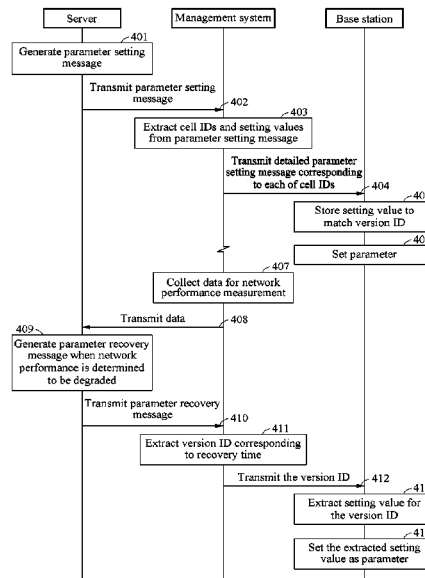 Server
Management system
Base station
401
Generate parameter setting
message
Transmit parameter setting
message
402
403
Extract cell IDs and setting values
from parameter setting message
Transmit detailed parameter
setting message corresponding
to each of cell IDs
404
40
Store setting value to
match version ID
40
Set parameter
407
Collect data for network
performance measurement
Transmit data
408
409
Generate parameter recovery
message when network
performance is determined
to be degraded
Transmit parameter recovery
message
410
411
Extract version ID corresponding
to recovery time
Transmit the version ID
412
41
Extract setting value for
the version ID
41
Set the extracted setting
value as parameter